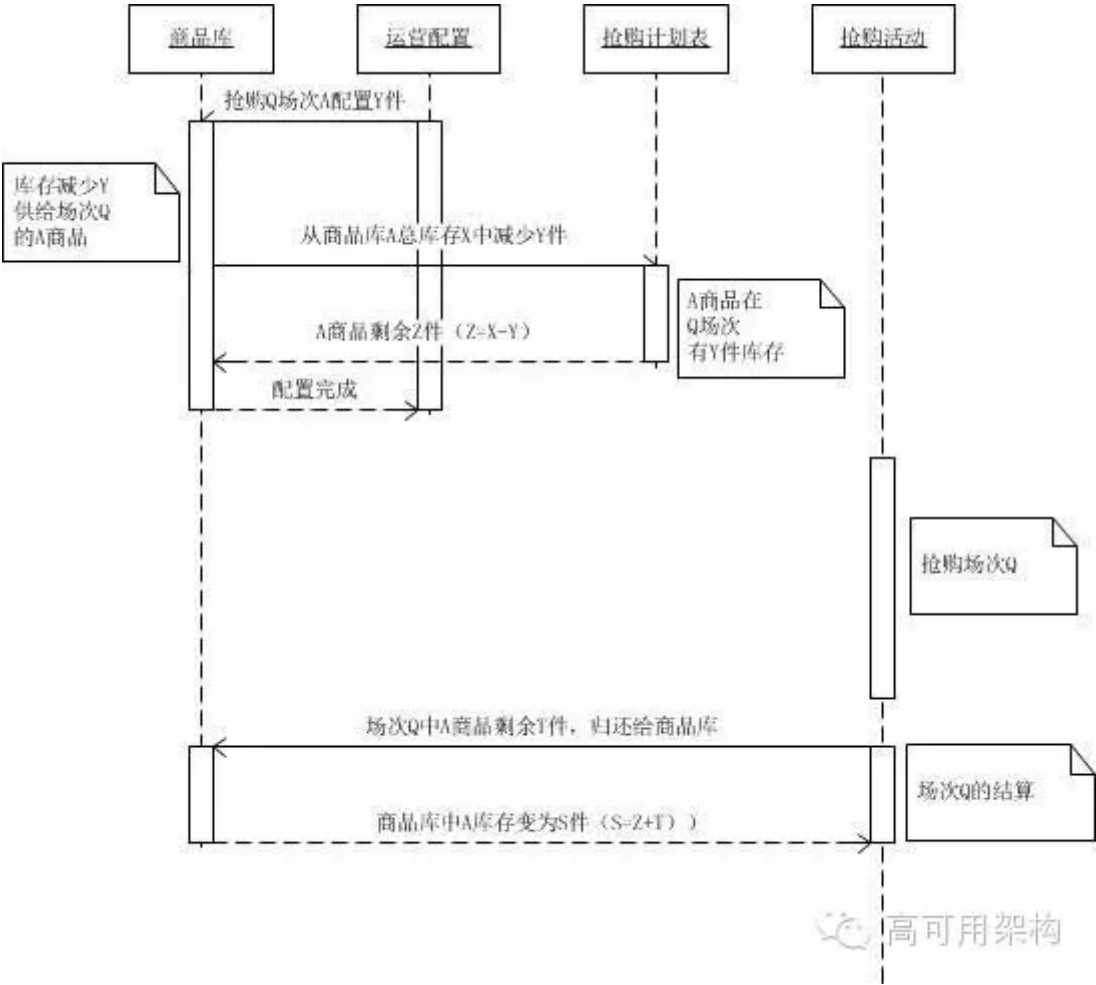 商品库
运营配置
抢购计划表
抢购活动
抢购Q场次A配置Y件
库存减少Y
供给场次Q
的A商品
从商品库A总库存X中减少Y件
A商品在
Q场次
有Y件库存
A商品剩余Z件（Z=X-Y）
配置完成
抢购场次Q
场次Q中A商品剩余T件，归还给商品库
场次Q的结算
商品库中A库存变为S件（S=Z+T））
高可用架构